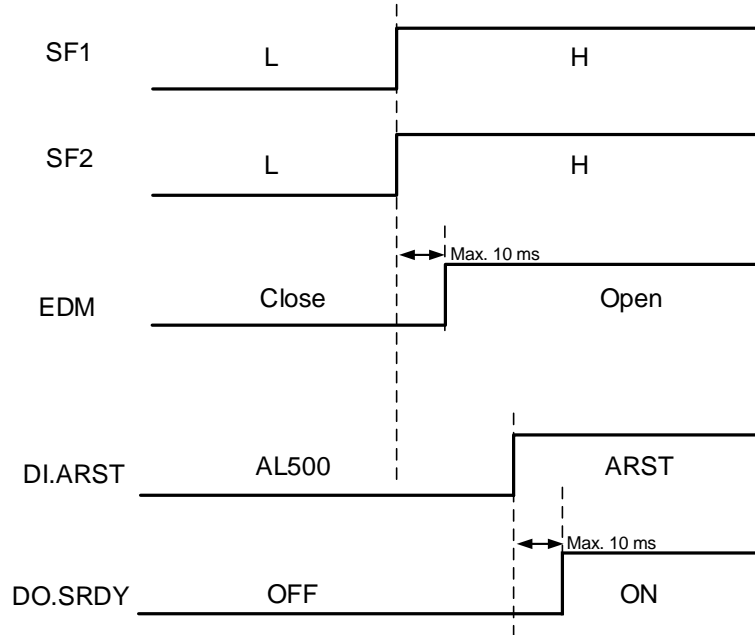 SF1 L H
SF2 L H
Max. 10 ms
EDM Close Open
DI.ARST AL500 ARST
Max. 10 ms
DO.SRDY OFF ON